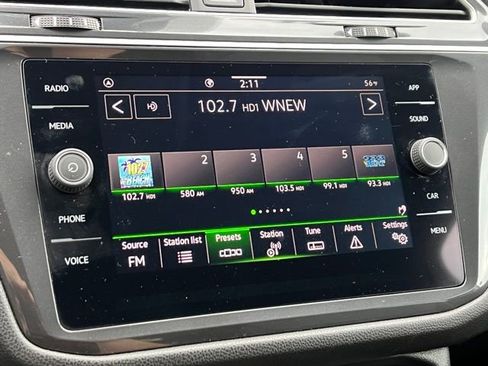 2:11
56°F
RADIO
MEDIA
PHONE
VOICE
APP
SOUND
CAR
MENU
102.7 HD1 WNEW
2
3
4
5
102.7 HD1
580 AM
950 AM
103.5 HD1
99.1 HD1
93.3 HD1
Source
FM
Station list
Presets
Station
Tune
Alerts
Settings